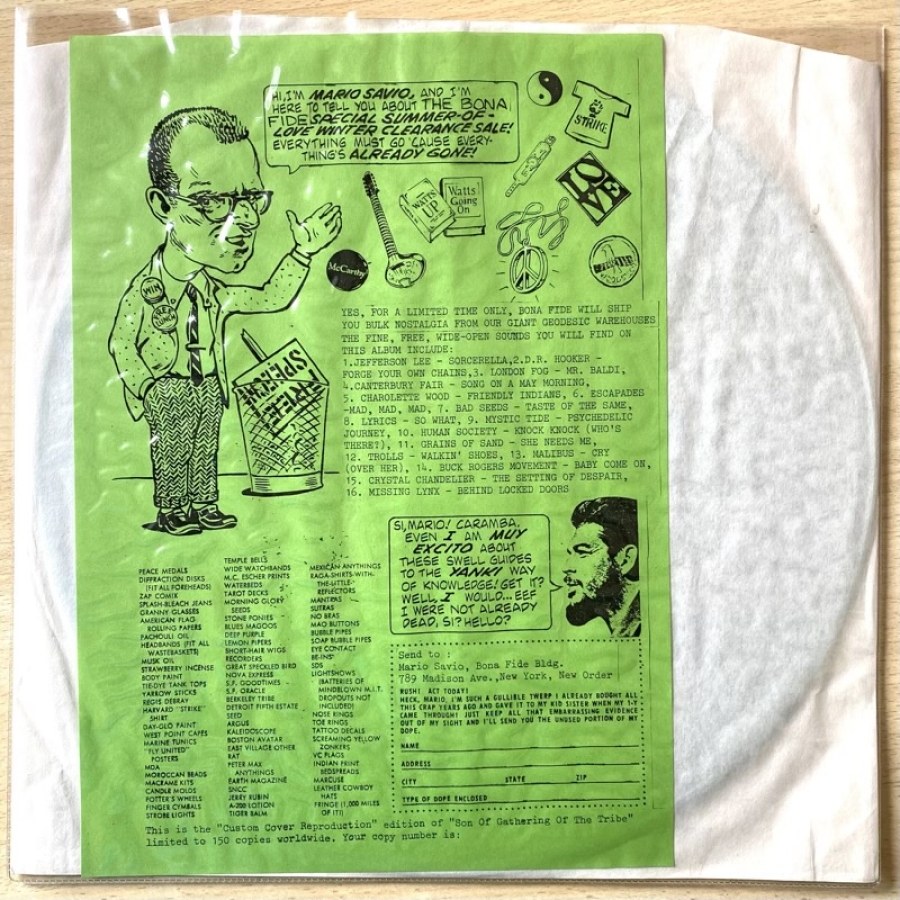 HI, I'M MARIO SAVIO, AND I'M
HERE TO TELL YOU ABOUT THE BONA
FIDE SPECIAL SUMMER-OF-
LOVE WINTER CLEARANCE SALE!
EVERYTHING MUST GO 'CAUSE EVERY-
THING'S ALREADY GONE!
STRIKE
LOVE
WATTS
UP
Watts
Going
On
McCarthy
WIN
YES, FOR A LIMITED TIME ONLY, BONA FIDE WILL SHIP
YOU BULK NOSTALGIA FROM OUR GIANT GEODESIC WAREHOUSES
THE FINE, FREE, WIDE-OPEN SOUNDS YOU WILL FIND ON
THIS ALBUM INCLUDE:
1.JEFFERSON LEE - SORCERELLA,2.D.R. HOOKER -
FORGE YOUR OWN CHAINS,3. LONDON FOG - MR. BALDI,
4.CANTERBURY FAIR - SONG ON A MAY MORNING,
5. CHAROLETTE WOOD - FRIENDLY INDIANS, 6. ESCAPADES
-MAD, MAD, MAD, 7. BAD SEEDS - TASTE OF THE SAME,
8. LYRICS - SO WHAT, 9. MYSTIC TIDE - PSYCHEDELIC
JOURNEY, 10. HUMAN SOCIETY - KNOCK KNOCK (WHO'S
THERE?), 11. GRAINS OF SAND - SHE NEEDS ME,
12. TROLLS - WALKIN' SHOES, 13. MALIBUS - CRY
(OVER HER), 14. BUCK ROGERS MOVEMENT - BABY COME ON,
15. CRYSTAL CHANDELIER - THE SETTING OF DESPAIR,
16. MISSING LYNX - BEHIND LOCKED DOORS
SI, MARIO! CARAMBA,
EVEN I AM MUY
EXCITO ABOUT
THESE SWELL GUIDES
TO THE YANKI WAY
OF KNOWLEDGE! GET IT?
WELL, I WOULD...EEF
I WERE NOT ALREADY
DEAD, SI? HELLO?
PEACE MEDALS
DIFFRACTION DISKS
(FIT ALL FOREHEADS)
ZAP COMIX
SPLASH-BLEACH JEANS
GRANNY GLASSES
AMERICAN FLAG
ROLLING PAPERS
PACHOULI OIL
HEADBANDS (FIT ALL
WASTEBASKETS)
MUSK OIL
STRAWBERRY INCENSE
BODY PAINT
TIE-DYE TANK TOPS
YARROW STICKS
REGIS DEBRAY
HARVARD "STRIKE"
SHIRT
DAY-GLO PAINT
WEST POINT CAPES
MARINE TUNICS
"FLY UNITED"
POSTERS
MOA
MOROCCAN BEADS
MACRAME KITS
CANDLE MOLDS
POTTER'S WHEELS
FINGER CYMBALS
STROBE LIGHTS
TEMPLE BELLS
WIDE WATCHBANDS
M.C. ESCHER PRINTS
WATERBEDS
TAROT DECKS
MORNING GLORY
SEEDS
STONE PONIES
BLUES MAGOOS
DEEP PURPLE
LEMON PIPERS
SHORT-HAIR WIGS
RECORDERS
GREAT SPECKLED BIRD
NOVA EXPRESS
S.F. GOODTIMES
S.F. ORACLE
BERKELEY TRIBE
DETROIT FIFTH ESTATE
SEED
ARGUS
KALEIDOSCOPE
BOSTON AVATAR
EAST VILLAGE OTHER
RAT
PETER MAX
ANYTHINGS
EARTH MAGAZINE
SNCC
JERRY RUBIN
A-200 LOTION
TIGER BALM
MEXICAN ANYTHINGS
RAGA-SHIRTS-WITH-
THE-LITTLE-
REFLECTORS
MANTRAS
SUTRAS
NO BRAS
MAO BUTTONS
BUBBLE PIPES
SOAP BUBBLE PIPES
EYE CONTACT
BE-INS'
SDS
LIGHTSHOWS
(BATTERIES OF
MINDBLOWN M.I.T.
DROPOUTS NOT
INCLUDED)
NOSE RINGS
TOE RINGS
TATTOO DECALS
SCREAMING YELLOW
ZONKERS
VC FLAGS
INDIAN PRINT
BEDSPREADS
MARCUSE
LEATHER COWBOY
HATS
FRINGE (1,000 MILES
OF IT!)
Send to :
Mario Savio, Bona Fide Bldg.
789 Madison Ave.,New York, New Order
RUSH! ACT TODAY!
HECK, MARIO, I'M SUCH A GULLIBLE TWERP I ALREADY BOUGHT ALL
THIS CRAP YEARS AGO AND GAVE IT TO MY KID SISTER WHEN MY 1-Y
CAME THROUGH! JUST KEEP ALL THAT EMBARRASSING EVIDENCE
OUT OF MY SIGHT AND I'LL SEND YOU THE UNUSED PORTION OF MY
DOPE.
NAME
ADDRESS
CITY STATE ZIP
TYPE OF DOPE ENCLOSED
This is the "Custom Cover Reproduction" edition of "Son Of Gathering Of The Tribe"
limited to 150 copies worldwide. Your copy number is: